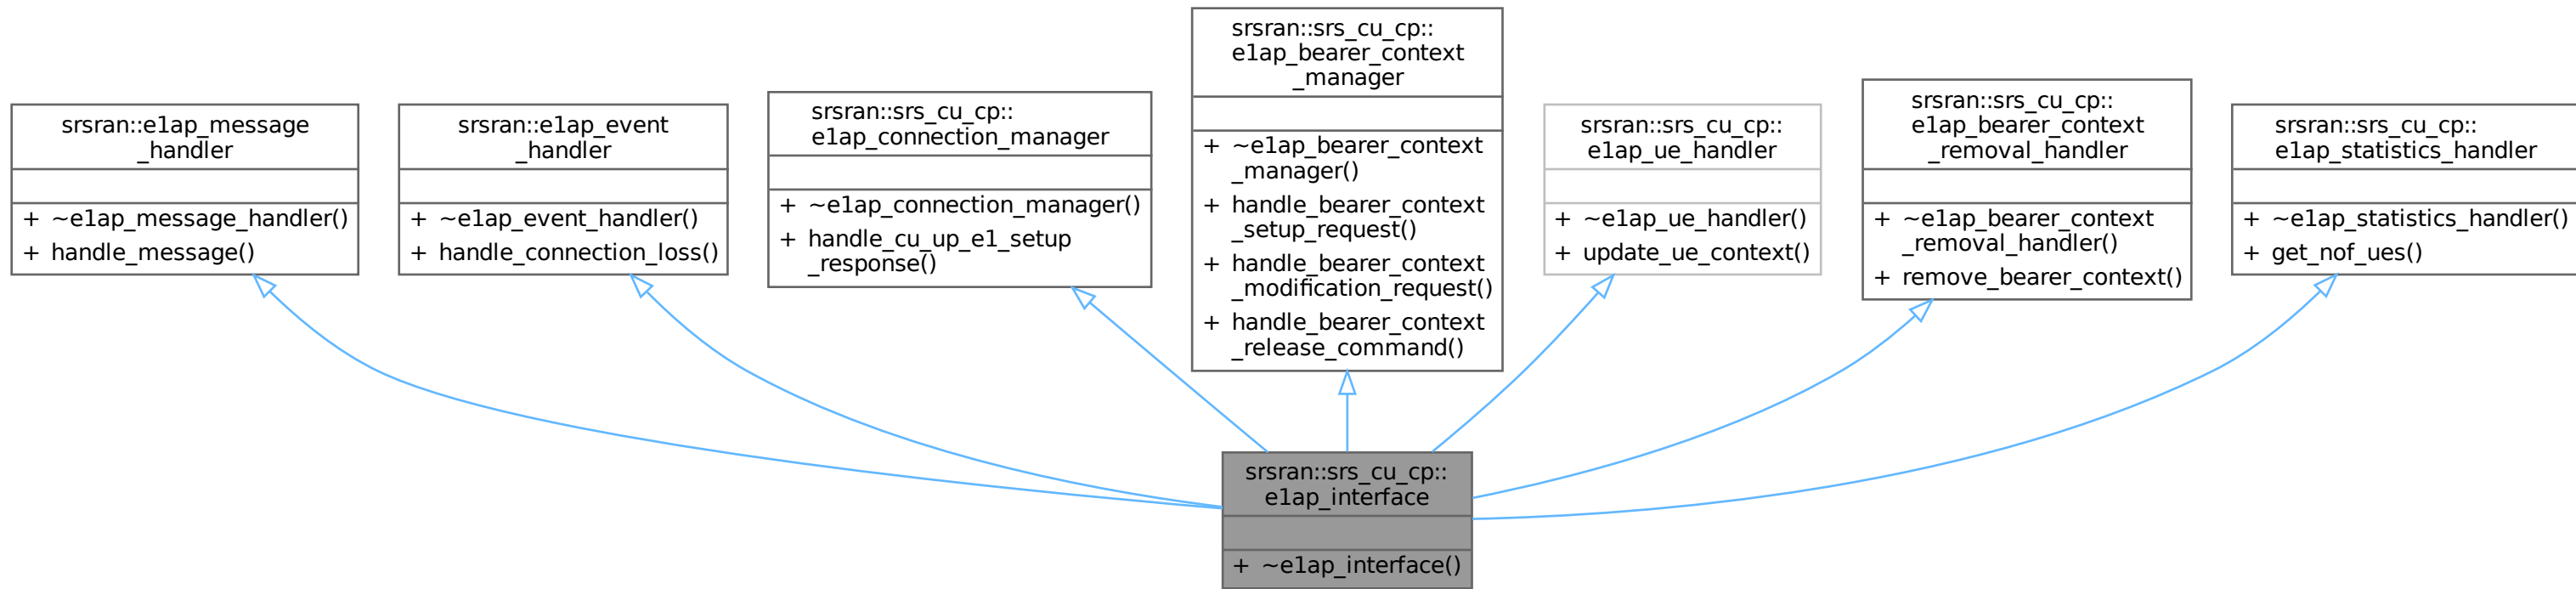 srsran::e1ap_message
_handler
+ ~e1ap_message_handler()
+ handle_message()
srsran::e1ap_event
_handler
+ ~e1ap_event_handler()
+ handle_connection_loss()
srsran::srs_cu_cp::
e1ap_connection_manager
+ ~e1ap_connection_manager()
+ handle_cu_up_e1_setup
_response()
srsran::srs_cu_cp::
e1ap_bearer_context
_manager
+ ~e1ap_bearer_context
_manager()
+ handle_bearer_context
_setup_request()
+ handle_bearer_context
_modification_request()
+ handle_bearer_context
_release_command()
srsran::srs_cu_cp::
e1ap_ue_handler
+ ~e1ap_ue_handler()
+ update_ue_context()
srsran::srs_cu_cp::
e1ap_bearer_context
_removal_handler
+ ~e1ap_bearer_context
_removal_handler()
+ remove_bearer_context()
srsran::srs_cu_cp::
e1ap_statistics_handler
+ ~e1ap_statistics_handler()
+ get_nof_ues()
srsran::srs_cu_cp::
e1ap_interface
+ ~e1ap_interface()